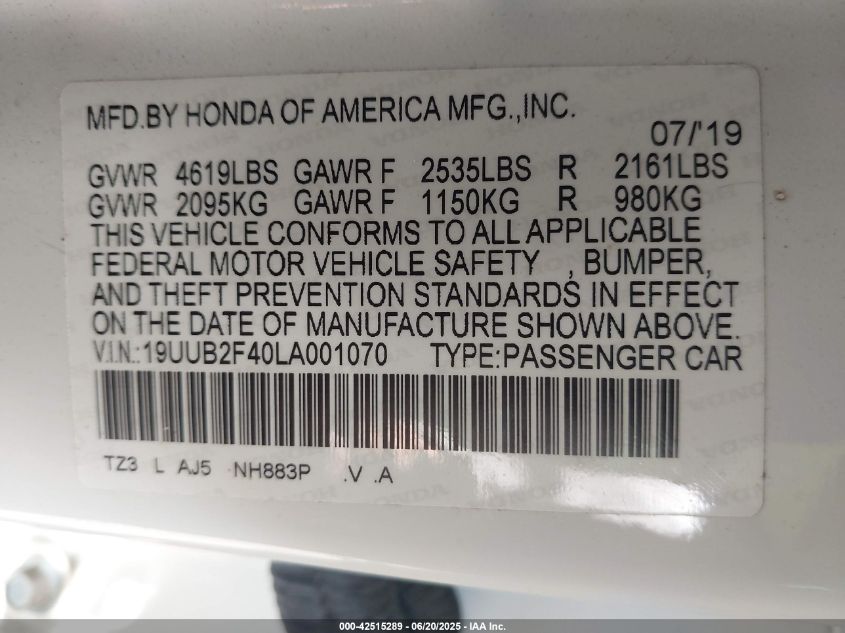 MFD.BY HONDA OF AMERICA MFG.,INC.
07/'19
GVWR 4619LBS GAWR F 2535LBS R 2161LBS
GVWR 2095KG GAWR F 1150KG R 980KG
THIS VEHICLE CONFORMS TO ALL APPLICABLE
FEDERAL MOTOR VEHICLE SAFETY , BUMPER,
AND THEFT PREVENTION STANDARDS IN EFFECT
ON THE DATE OF MANUFACTURE SHOWN ABOVE.
V.I.N.:19UUB2F40LA001070 TYPE:PASSENGER CAR
TZ3 L AJ5 NH883P .V .A
000-42515289 - 06/20/2025 - IAA Inc.